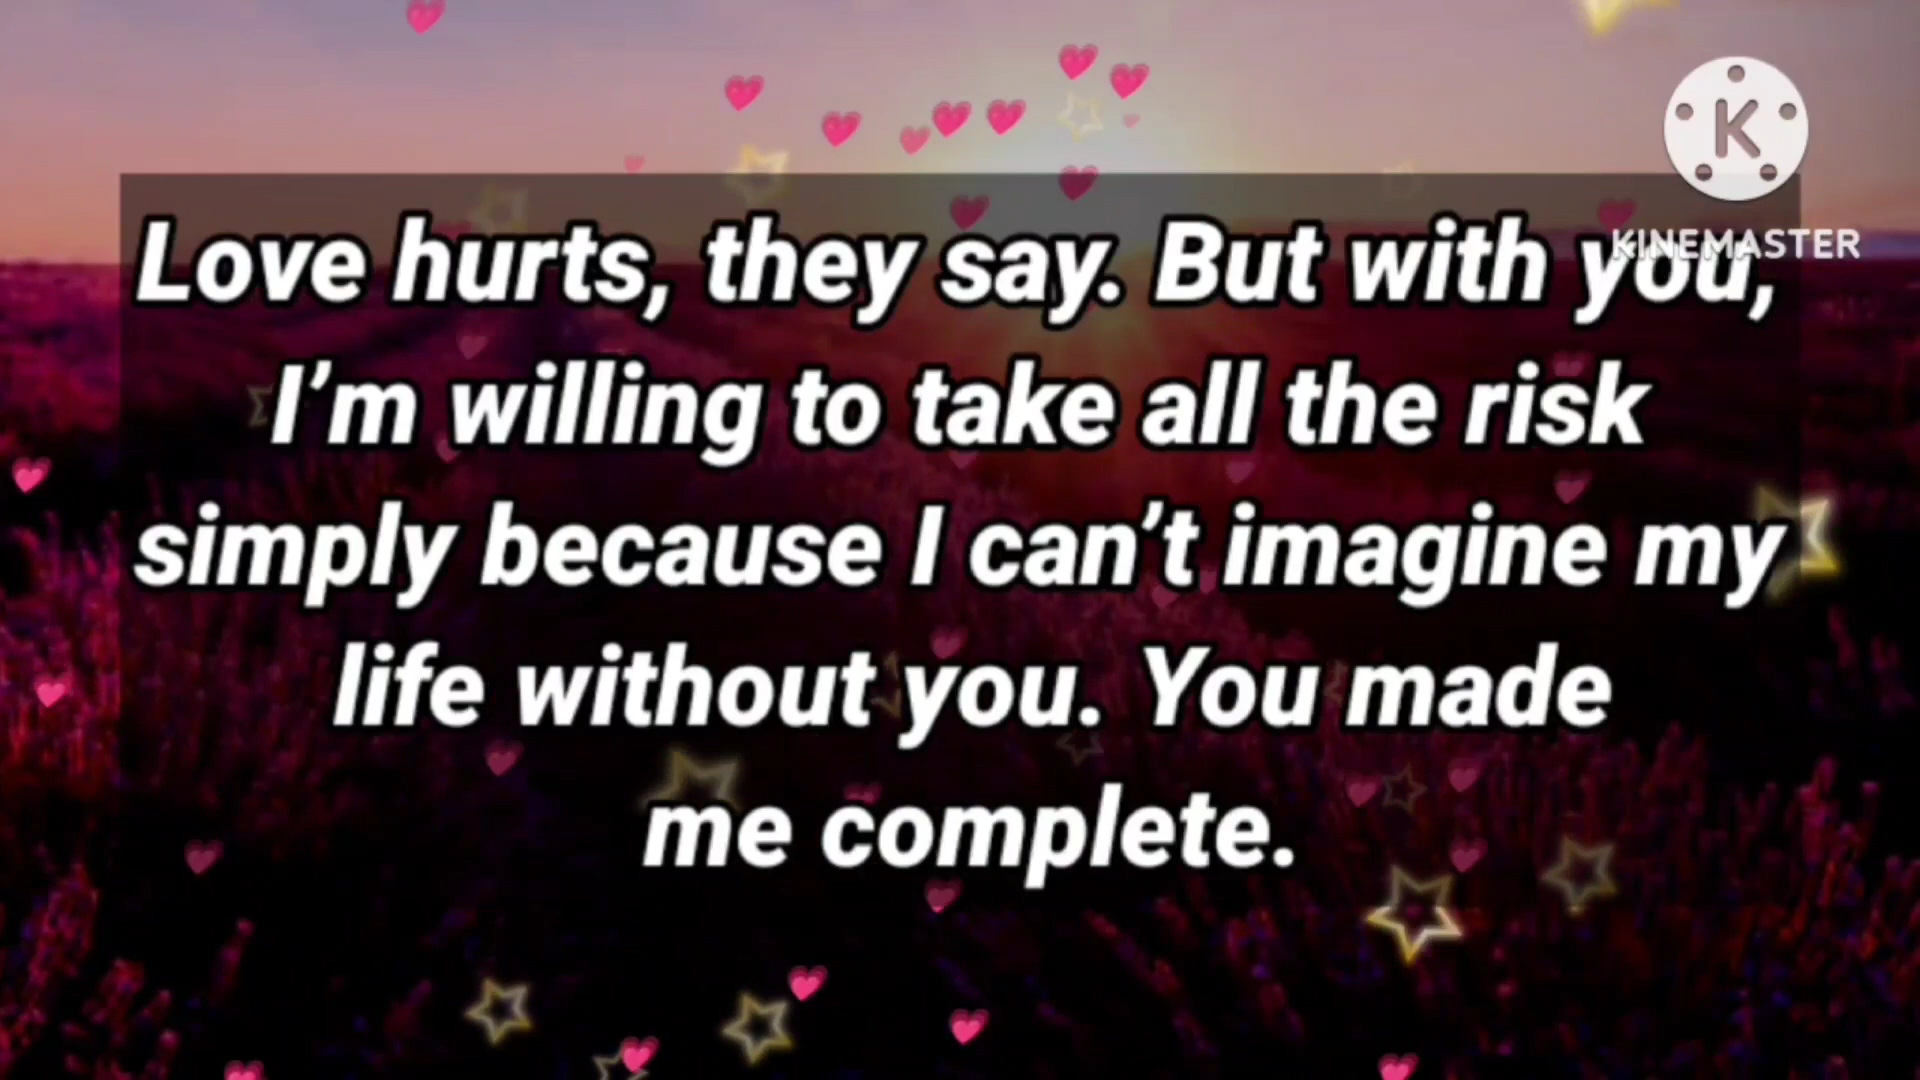 K
KINEMASTER
Love hurts, they say. But with you,
I’m willing to take all the risk
simply because I can’t imagine my
life without you. You made
me complete.